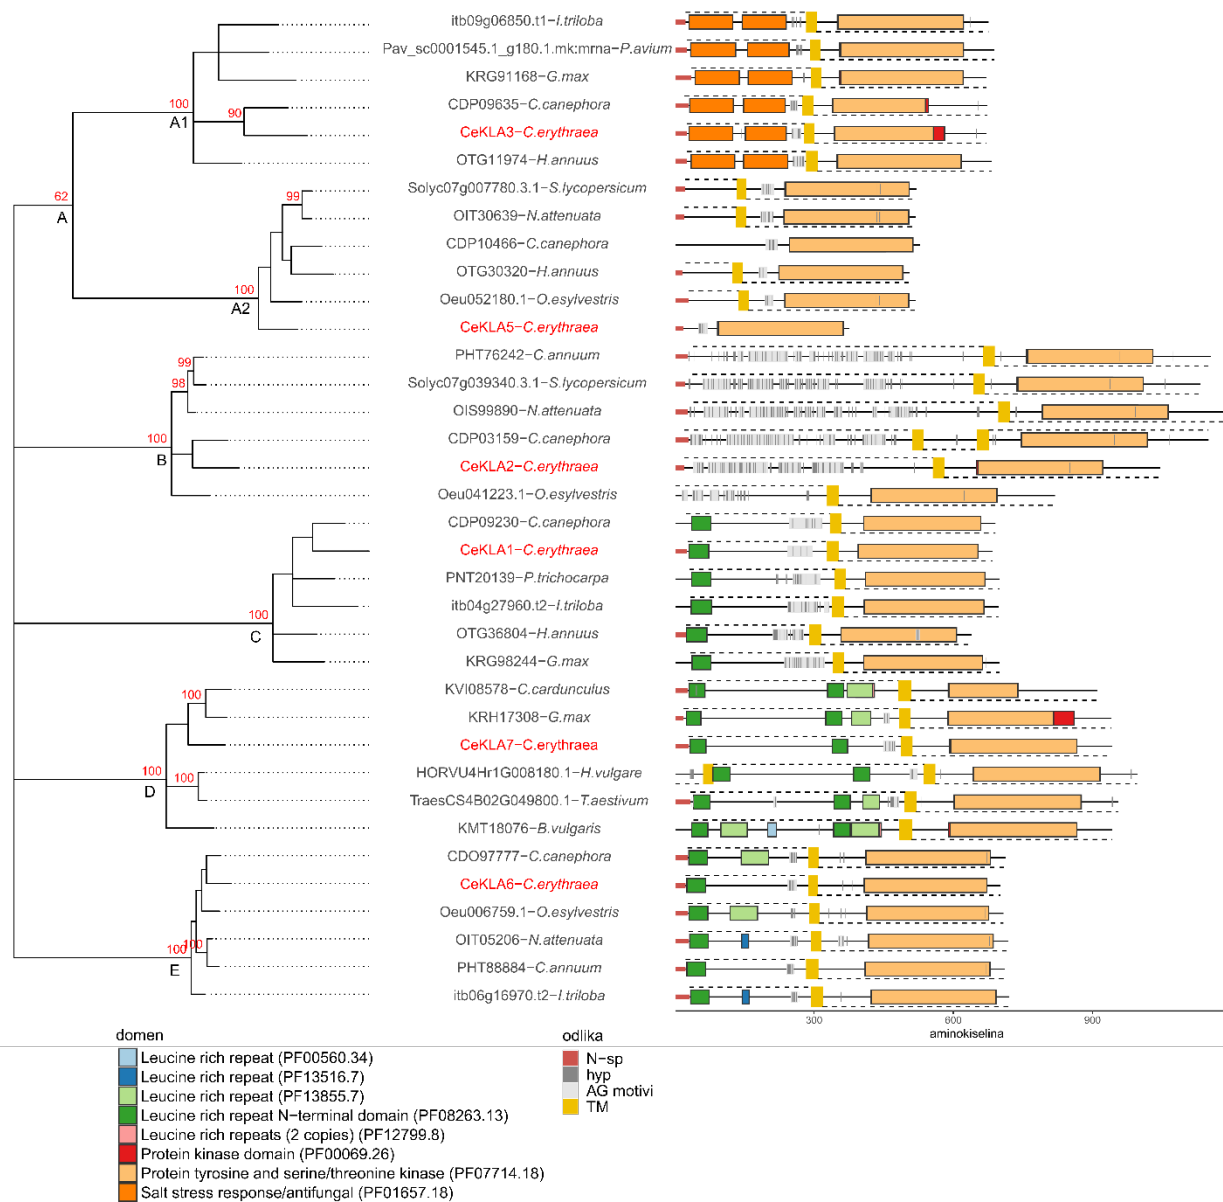 itb09g06850.t1−I.triloba
Pav_sc0001545.1_g180.1.mk:mrna−P.avium
KRG91168−G.max
100
CDP09635−C.canephora
90
A1
CeKLA3−C.erythraea
OTG11974−H.annuus
Solyc07g007780.3.1−S.lycopersicum
62
99
A
OIT30639−N.attenuata
CDP10466−C.canephora
OTG30320−H.annuus
100
Oeu052180.1−O.esylvestris
A2
CeKLA5−C.erythraea
PHT76242−C.annuum
99
Solyc07g039340.3.1−S.lycopersicum
98
OIS99890−N.attenuata
100
CDP03159−C.canephora
B
CeKLA2−C.erythraea
Oeu041223.1−O.esylvestris
CDP09230−C.canephora
CeKLA1−C.erythraea
PNT20139−P.trichocarpa
itb04g27960.t2−I.triloba
100
C
OTG36804−H.annuus
KRG98244−G.max
KVI08578−C.cardunculus
100
KRH17308−G.max
CeKLA7−C.erythraea
100
100
HORVU4Hr1G008180.1−H.vulgare
D
TraesCS4B02G049800.1−T.aestivum
KMT18076−B.vulgaris
CDO97777−C.canephora
CeKLA6−C.erythraea
Oeu006759.1−O.esylvestris
OIT05206−N.attenuata
100
100
E
PHT88884−C.annuum
itb06g16970.t2−I.triloba
300 600 900
aminokiselina
domen
Leucine rich repeat (PF00560.34)
Leucine rich repeat (PF13516.7)
Leucine rich repeat (PF13855.7)
Leucine rich repeat N−terminal domain (PF08263.13)
Leucine rich repeats (2 copies) (PF12799.8)
Protein kinase domain (PF00069.26)
Protein tyrosine and serine/threonine kinase (PF07714.18)
Salt stress response/antifungal (PF01657.18)
odlika
N−sp
hyp
AG motivi
TM